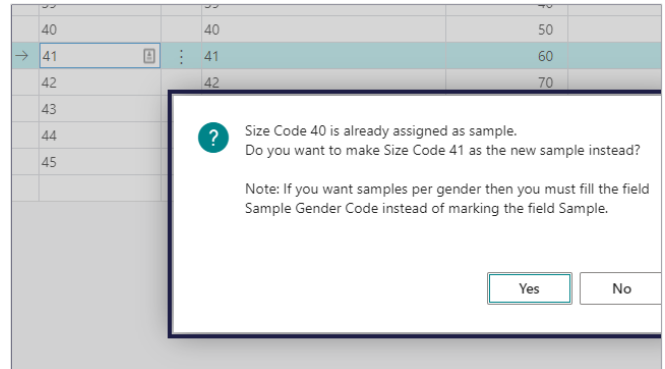 40 40 50
→ 41 41 60
42 42 70
43
44
45
Size Code 40 is already assigned as sample.
Do you want to make Size Code 41 as the new sample instead?
Note: If you want samples per gender then you must fill the field
Sample Gender Code instead of marking the field Sample.
Yes No